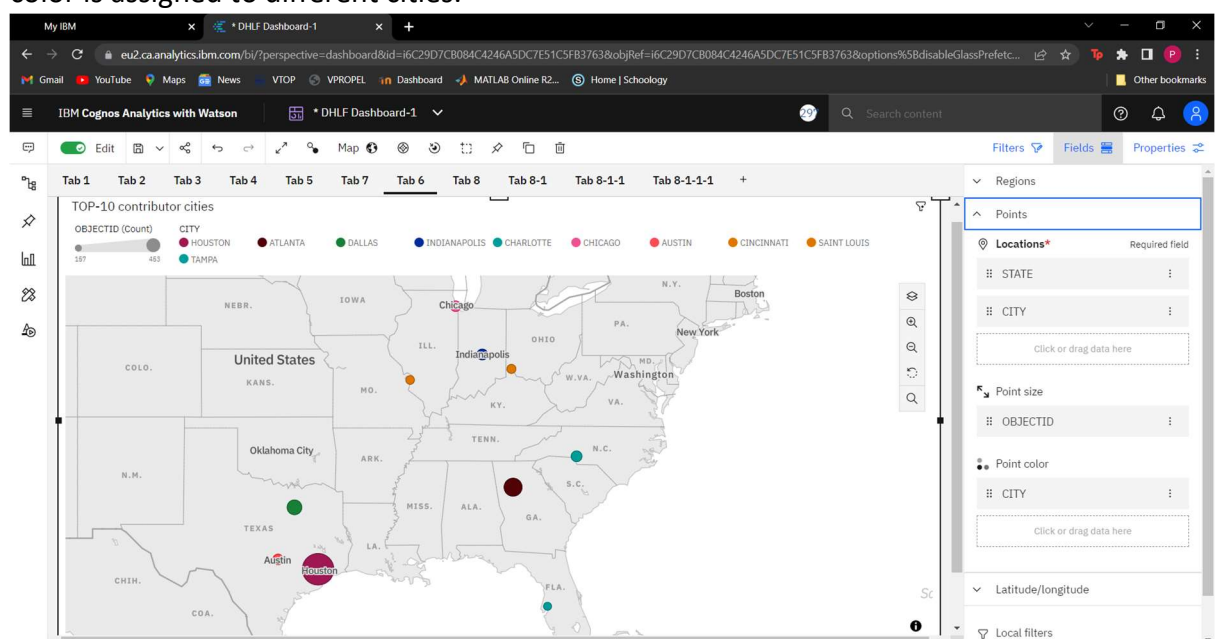 color is assigned to different cities.
My IBM
* DHLF Dashboard-1
eu2.ca.analytics.ibm.com/bi/?perspective=dashboard&id=i6C29D7CB084C4246A5DC7E51C5FB3763&objRef=i6C29D7CB084C4246A5DC7E51C5FB3763&options%5BdisableGlassPrefetc...
Gmail YouTube Maps News VTOP VPROPEL Dashboard MATLAB Online R2... Home | Schoology Other bookmarks
IBM Cognos Analytics with Watson * DHLF Dashboard-1 Search content
Edit Map Filters Fields Properties
Tab 1 Tab 2 Tab 3 Tab 4 Tab 5 Tab 7 Tab 6 Tab 8 Tab 8-1 Tab 8-1-1 Tab 8-1-1-1 +
TOP-10 contributor cities
OBJECTID (Count) CITY
HOUSTON ATLANTA DALLAS INDIANAPOLIS CHARLOTTE CHICAGO AUSTIN CINCINNATI SAINT LOUIS
187 463 TAMPA
N.Y.
Boston
NEBR. IOWA Chicago
PA. New York
ILL. OHIO
United States Indianapolis MD.
COLO. KANS. MO. W.VA. Washington
KY. VA.
TENN.
Oklahoma City ARK. N.C.
N.M. S.C.
MISS. ALA. GA.
TEXAS
LA.
Austin Houston
CHIH. FLA.
COA.
Regions
Points
Locations* Required field
STATE
CITY
Click or drag data here
Point size
OBJECTID
Point color
CITY
Click or drag data here
Latitude/longitude
Local filters